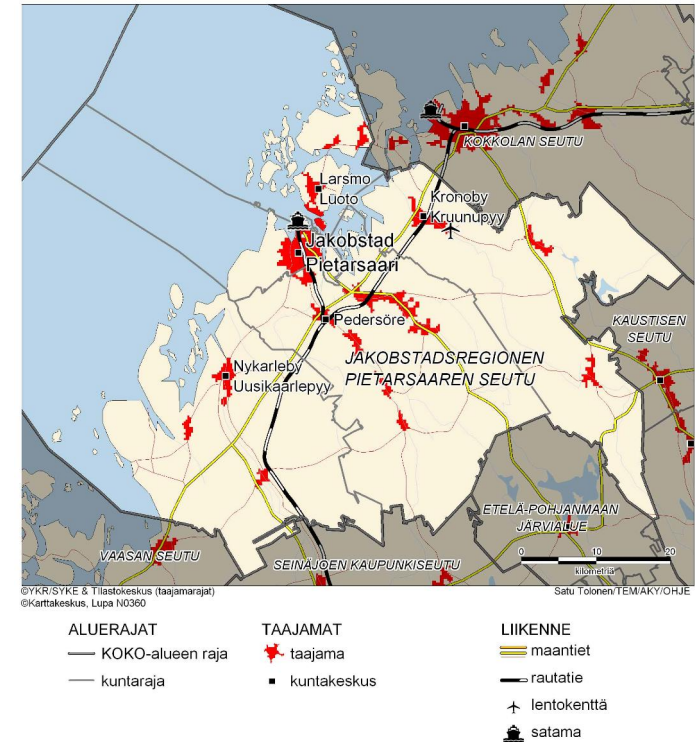 KOKKOLAN SEUTU
Larsmo
Luoto
Kronoby
Kruunupyy
Jakobstad
Pietarsaari
Pedersöre
KAUSTISEN
SEUTU
JAKOBSTADSREGIONEN
PIETARSAAREN SEUTU
Nykarleby
Uusikaarlepyy
ETELÄ-POHJANMAAN
JÄRVIALUE
VAASAN SEUTU
SEINÄJOEN KAUPUNKISEUTU
0 10 20
kilometriä
©YKR/SYKE & Tilastokeskus (taajamarajat)
©Karttakeskus, Lupa N0360
Satu Tolonen/TEM/AKY/OHJE
ALUERAJAT
KOKO-alueen raja
kuntaraja
TAAJAMAT
taajama
kuntakeskus
LIIKENNE
maantiet
rautatie
lentokenttä
satama